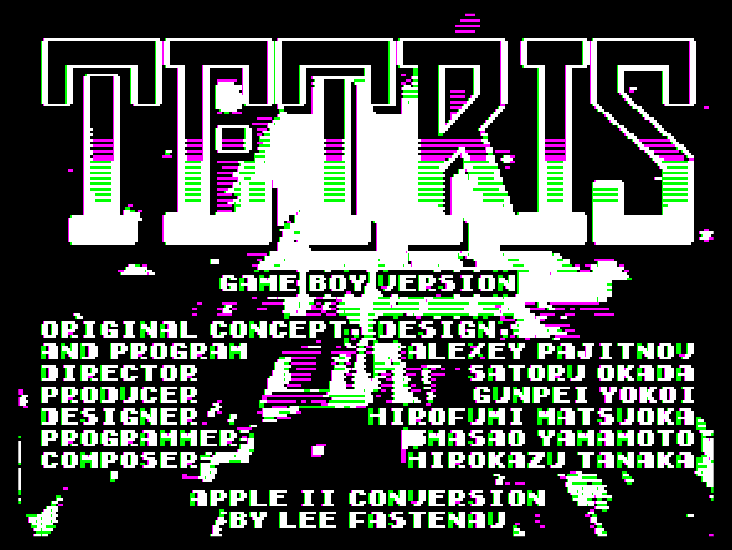 TETRIS
GAME BOY VERSION
ORIGINAL CONCEPT, DESIGN,
AND PROGRAM ALEXEY PAJITNOV
DIRECTOR SATORU OKADA
PRODUCER GUNPEI YOKOI
DESIGNER HIROFUMI MATSUOKA
PROGRAMMER MASAO YAMAMOTO
COMPOSER HIROKAZU TANAKA
APPLE II CONVERSION
BY LEE FASTENAU